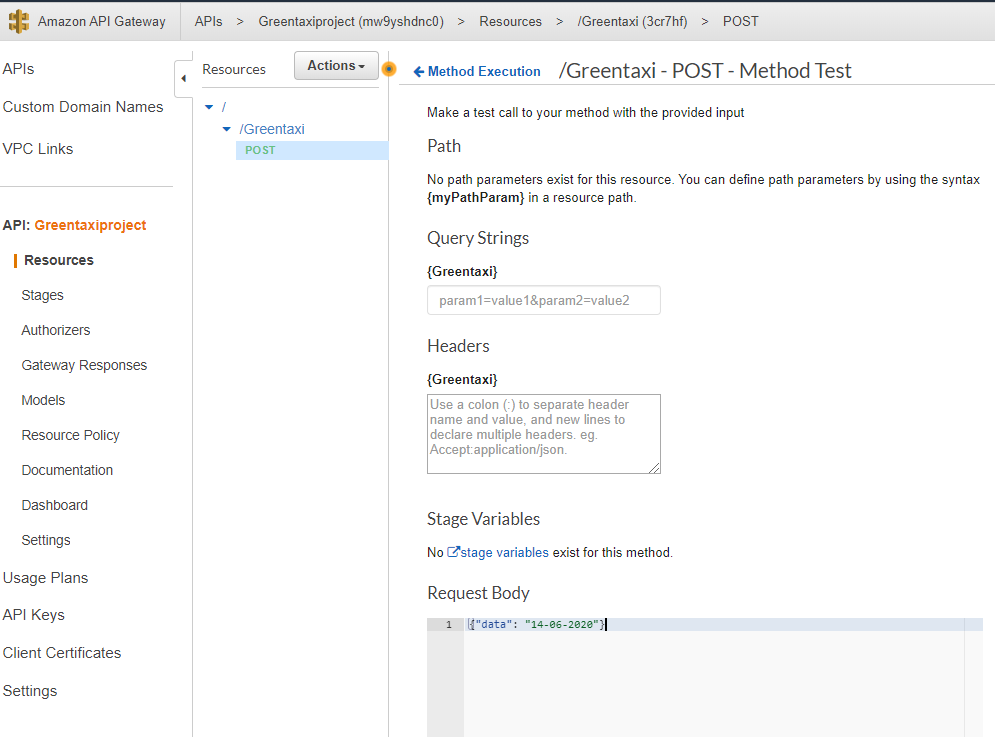 Amazon API Gateway
APIs > Greentaxiproject (mw9yshdnc0) > Resources > /Greentaxi (3cr7hf) > POST
APIs
Custom Domain Names
VPC Links
API: Greentaxiproject
Resources
Stages
Authorizers
Gateway Responses
Models
Resource Policy
Documentation
Dashboard
Settings
Usage Plans
API Keys
Client Certificates
Settings
Resources
Actions
/
/Greentaxi
POST
Method Execution /Greentaxi - POST - Method Test
Make a test call to your method with the provided input
Path
No path parameters exist for this resource. You can define path parameters by using the syntax
{myPathParam} in a resource path.
Query Strings
{Greentaxi}
param1=value1&param2=value2
Headers
{Greentaxi}
Use a colon (:) to separate header
name and value, and new lines to
declare multiple headers. eg.
Accept:application/json.
Stage Variables
No stage variables exist for this method.
Request Body
1 {"data": "14-06-2020"}